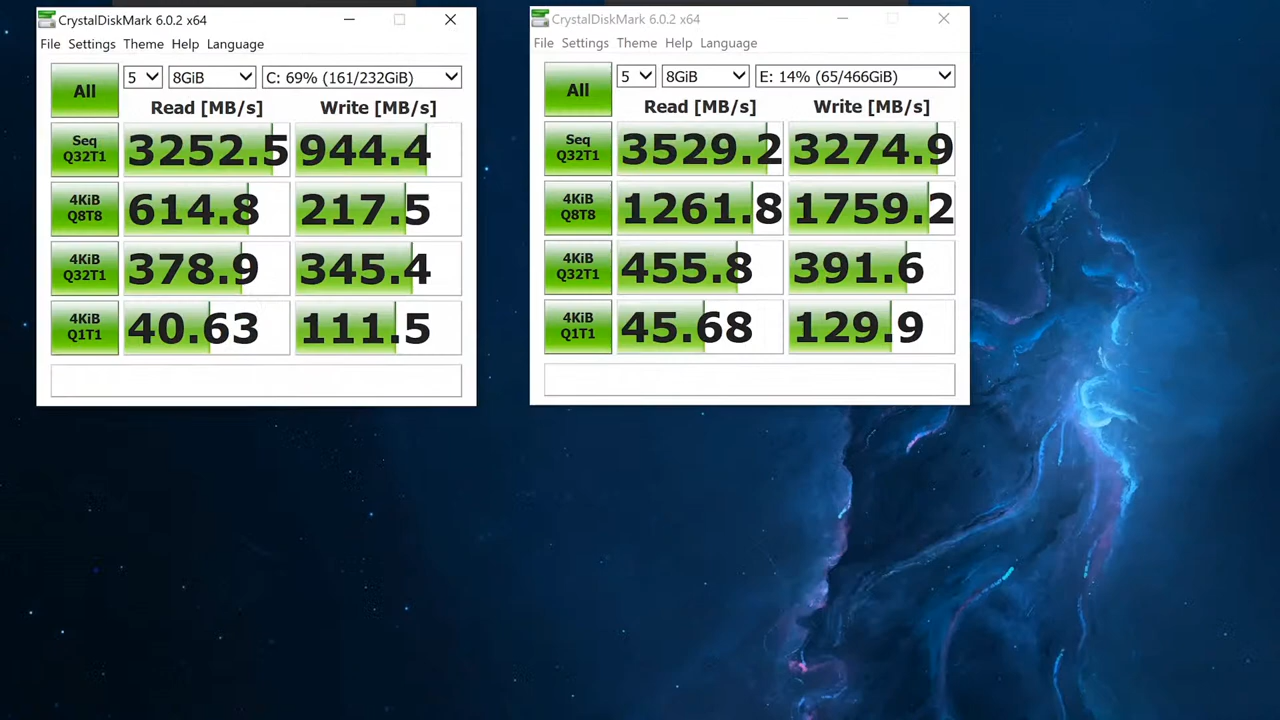 CrystalDiskMark 6.0.2 x64
File Settings Theme Help Language
All 5 8GiB C: 69% (161/232GiB)
Read [MB/s] Write [MB/s]
Seq
Q32T1 3252.5 944.4
4KiB
Q8T8 614.8 217.5
4KiB
Q32T1 378.9 345.4
4KiB
Q1T1 40.63 111.5
CrystalDiskMark 6.0.2 x64
File Settings Theme Help Language
All 5 8GiB E: 14% (65/466GiB)
Read [MB/s] Write [MB/s]
Seq
Q32T1 3529.2 3274.9
4KiB
Q8T8 1261.8 1759.2
4KiB
Q32T1 455.8 391.6
4KiB
Q1T1 45.68 129.9